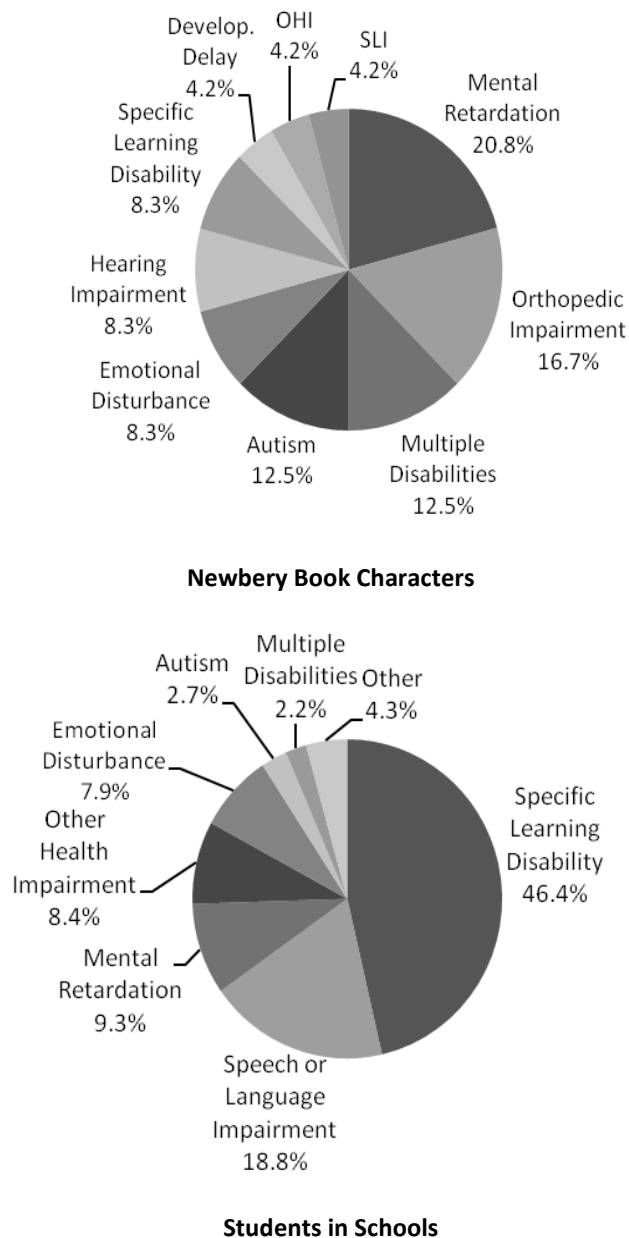 Develop.
Delay
4.2%
OHI
4.2%
SLI
4.2%
Mental
Retardation
20.8%
Specific
Learning
Disability
8.3%
Hearing
Impairment
8.3%
Orthopedic
Impairment
16.7%
Emotional
Disturbance
8.3%
Autism
12.5%
Multiple
Disabilities
12.5%
Newbery Book Characters
Autism
2.7%
Multiple
Disabilities
2.2%
Other
4.3%
Emotional
Disturbance
7.9%
Specific
Learning
Disability
46.4%
Other
Health
Impairment
8.4%
Mental
Retardation
9.3%
Speech or
Language
Impairment
18.8%
Students in Schools